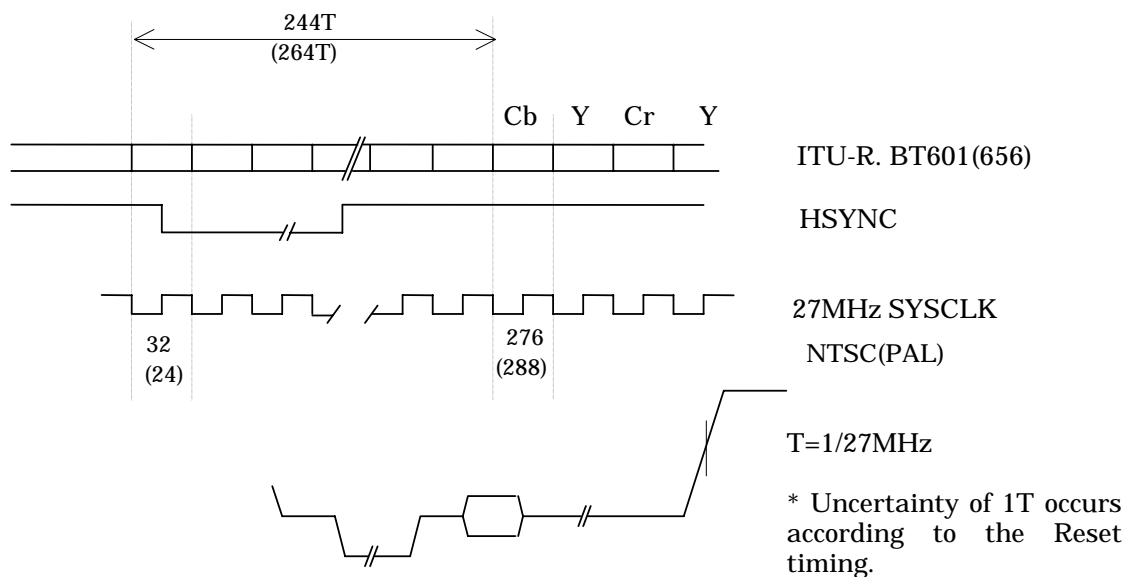 244T
(264T)
Cb Y Cr Y
ITU-R. BT601(656)
HSYNC
27MHz SYSCLK
32
(24)
276
(288)
NTSC(PAL)
T=1/27MHz
* Uncertainty of 1T occurs
according to the Reset
timing.